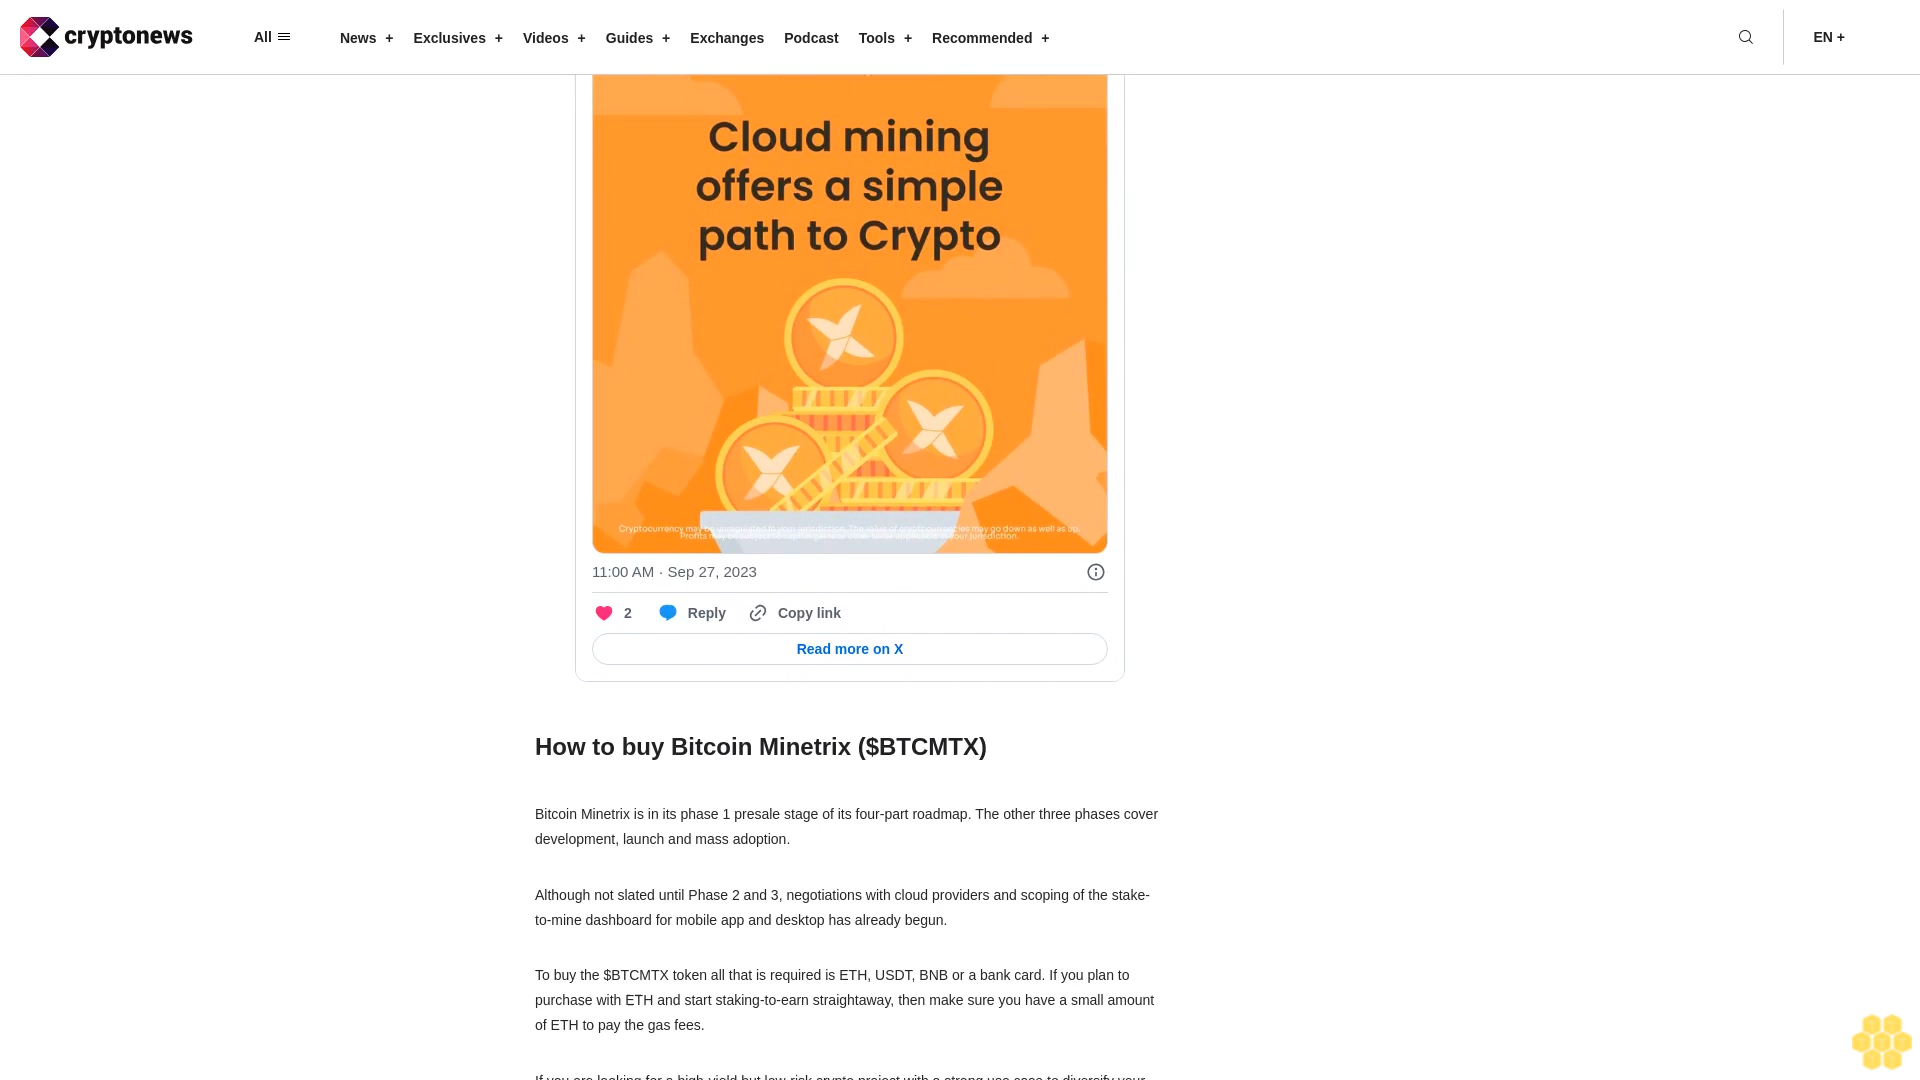 cryptonews
All
News +
Exclusives +
Videos +
Guides +
Exchanges
Podcast
Tools +
Recommended +
EN +
Cloud mining
offers a simple
path to Crypto
Cryptocurrency may be unregulated in your jurisdiction. The value of cryptocurrencies may go down as well as up.
Profits may be subject to capital gains or other taxes applicable in your jurisdiction.
11:00 AM · Sep 27, 2023
2
Reply
Copy link
Read more on X
How to buy Bitcoin Minetrix ($BTCMTX)
Bitcoin Minetrix is in its phase 1 presale stage of its four-part roadmap. The other three phases cover
development, launch and mass adoption.
Although not slated until Phase 2 and 3, negotiations with cloud providers and scoping of the stake-
to-mine dashboard for mobile app and desktop has already begun.
To buy the $BTCMTX token all that is required is ETH, USDT, BNB or a bank card. If you plan to
purchase with ETH and start staking-to-earn straightaway, then make sure you have a small amount
of ETH to pay the gas fees.
If you are looking for a high-yield but low-risk crypto project with a strong use case to diversify your